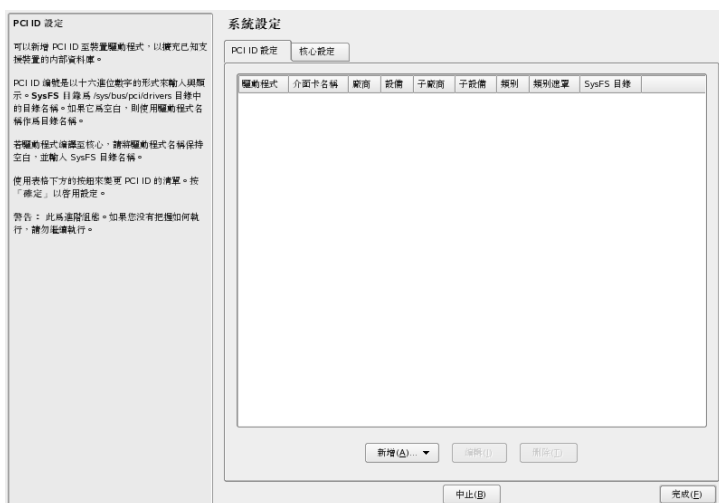 PCI ID 設定
可以新增 PCI ID 至裝置驅動程式，以擴充已知支
援裝置的內部資料庫。
PCI ID 編號是以十六進位數字的形式來輸入與顯
示。SysFS 目錄為 /sys/bus/pci/drivers 目錄中
的目錄名稱。如果它為空白，則使用驅動程式名
稱作為目錄名稱。
若驅動程式編譯至核心，請將驅動程式名稱保持
空白，並輸入 SysFS 目錄名稱。
使用表格下方的按鈕來變更 PCI ID 的清單。按
「確定」以啓用設定。
警告： 此為進階組態。如果您沒有把握如何執
行，請勿繼續執行。
系統設定
PCI ID 設定 核心設定
驅動程式 介面卡名稱 廠商 設備 子廠商 子設備 類別 類別遮罩 SysFS 目錄
新增(A)... 編輯(I) 刪除(T)
中止(B) 完成(F)